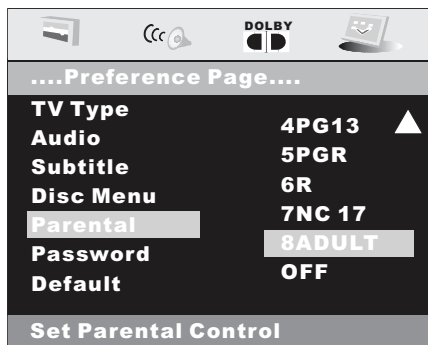 DOLBY
....Preference Page....
TV Type
Audio
Subtitle
Disc Menu
Parental
Password
Default
4PG13
5PGR
6R
7NC 17
8ADULT
OFF
Set Parental Control